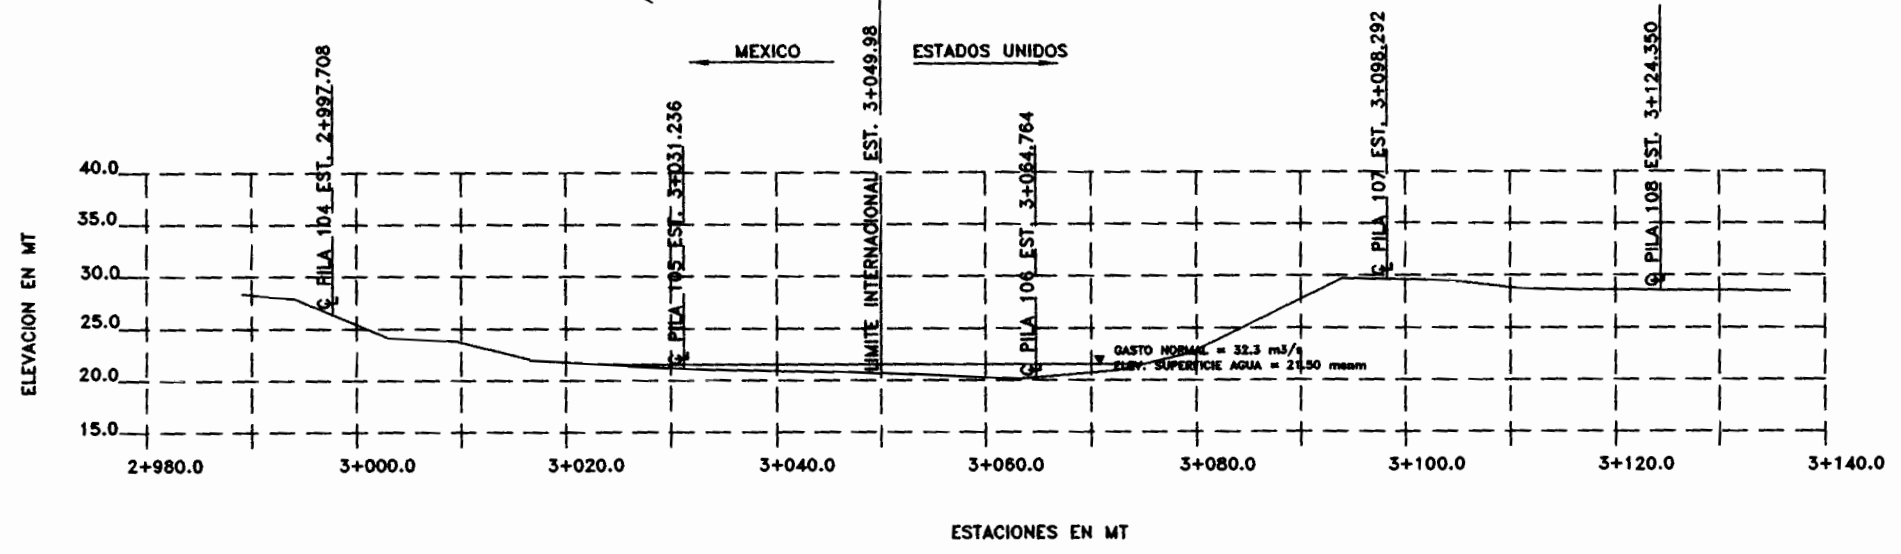 MEXICO
ESTADOS UNIDOS
℄ PILA 104 EST. 2+997.708
℄ PILA 105 EST. 3+031.236
LIMITE INTERNACIONAL EST. 3+049.98
℄ PILA 106 EST. 3+064.764
℄ PILA 107 EST. 3+098.292
℄ PILA 108 EST. 3+124.350
ELEVACION EN MT
40.0
35.0
30.0
25.0
20.0
15.0
GASTO NORMAL = 32.3 m3/s
ELEV. SUPERFICIE AGUA = 21.50 msnm
2+980.0 3+000.0 3+020.0 3+040.0 3+060.0 3+080.0 3+100.0 3+120.0 3+140.0
ESTACIONES EN MT